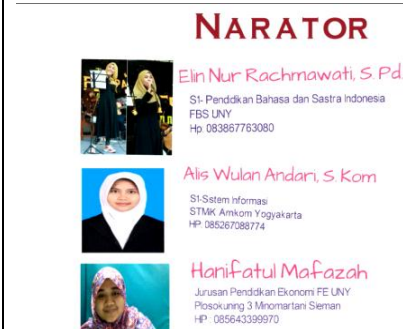 NARATOR
Elin Nur Rachmawati, S. Pd.
S1- Pendidikan Bahasa dan Sastra Indonesia
FBS UNY
Hp. 083867763080
Alis Wulan Andari, S. Kom
S1-Sistem Informasi
STMIK Amikom Yogyakarta
HP. 085267088774
Hanifatul Mafazah
Jurusan Pendidikan Ekonomi FE UNY
Plosokuning 3 Minomartani Sleman
HP : 085643399970